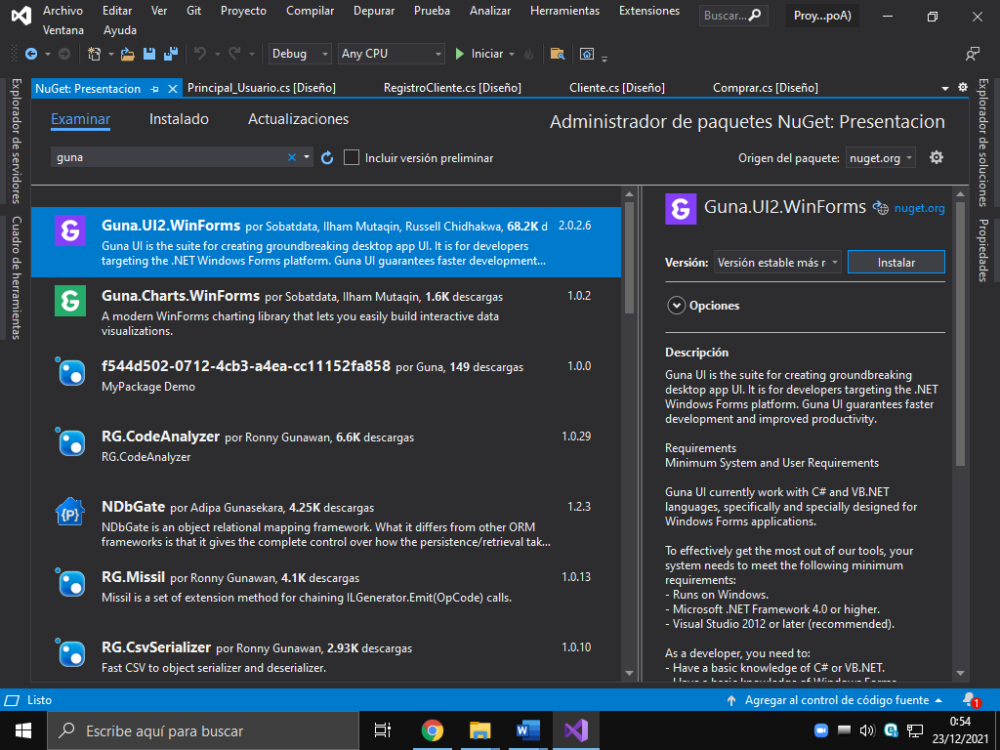 Archivo Editar Ver Git Proyecto Compilar Depurar Prueba Analizar Herramientas Extensiones
Ventana Ayuda
Buscar...
Proy...poA)
Debug Any CPU Iniciar
NuGet: Presentacion Principal_Usuario.cs [Diseño] RegistroCliente.cs [Diseño] Cliente.cs [Diseño] Comprar.cs [Diseño]
Explorador de servidores
Cuadro de herramientas
Examinar Instalado Actualizaciones
Administrador de paquetes NuGet: Presentacion
guna
Incluir versión preliminar
Origen del paquete: nuget.org
Guna.UI2.WinForms por Sobatdata, Ilham Mutaqin, Russell Chidhakwa, 68.2K d 2.0.2.6
Guna UI is the suite for creating groundbreaking desktop app UI. It is for developers
targeting the .NET Windows Forms platform. Guna UI guarantees faster development...
Guna.Charts.WinForms por Sobatdata, Ilham Mutaqin, 1.6K descargas 1.0.2
A modern WinForms charting library that lets you easily build interactive data
visualizations.
f544d502-0712-4cb3-a4ea-cc11152fa858 por Guna, 149 descargas 1.0.0
MyPackage Demo
RG.CodeAnalyzer por Ronny Gunawan, 6.6K descargas 1.0.29
RG.CodeAnalyzer
NDbGate por Adipa Gunasekara, 4.25K descargas 1.2.3
NDbGate is an object relational mapping framework. What it differs from other ORM
frameworks is that it gives the complete control over how the persistence/retrieval tak...
RG.Missil por Ronny Gunawan, 4.1K descargas 1.0.13
Missil is a set of extension method for chaining ILGenerator.Emit(OpCode) calls.
RG.CsvSerializer por Ronny Gunawan, 2.93K descargas 1.0.10
Fast CSV to object serializer and deserializer.
Guna.UI2.WinForms nuget.org
Versión: Versión estable más r Instalar
Opciones
Descripción
Guna UI is the suite for creating groundbreaking
desktop app UI. It is for developers targeting the .NET
Windows Forms platform. Guna UI guarantees faster
development and improved productivity.
Requirements
Minimum System and User Requirements
Guna UI currently work with C# and VB.NET
languages, specifically and specially designed for
Windows Forms applications.
To effectively get the most out of our tools, your
system needs to meet the following minimum
requirements:
- Runs on Windows.
- Microsoft .NET Framework 4.0 or higher.
- Visual Studio 2012 or later (recommended).
As a developer, you need to:
- Have a basic knowledge of C# or VB.NET.
- Have a basic knowledge of Windows Forms
Explorador de soluciones
Propiedades
Listo
Agregar al control de código fuente
1
Escribe aquí para buscar
0:54
23/12/2021